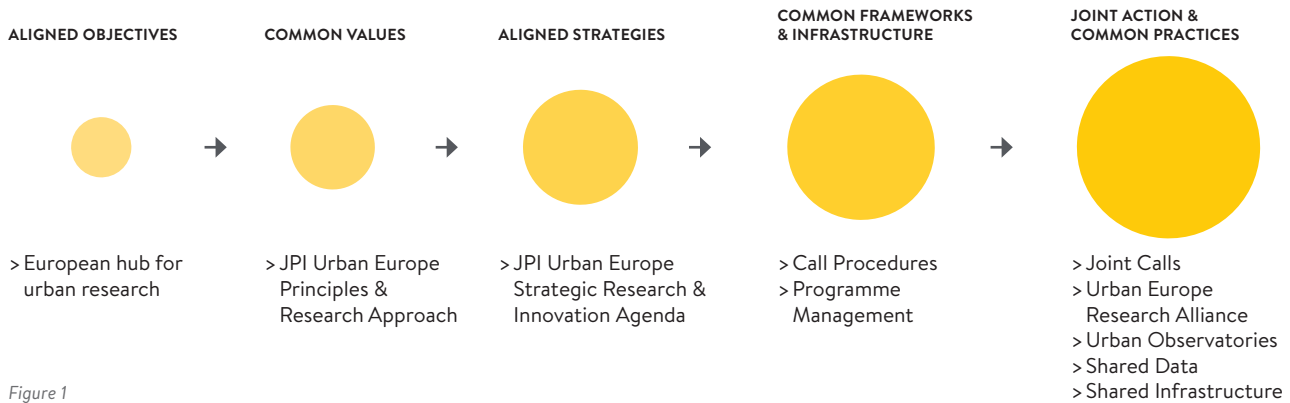 ALIGNED OBJECTIVES
COMMON VALUES
ALIGNED STRATEGIES
COMMON FRAMEWORKS
& INFRASTRUCTURE
JOINT ACTION &
COMMON PRACTICES
> European hub for
urban research
> JPI Urban Europe
Principles &
Research Approach
> JPI Urban Europe
Strategic Research &
Innovation Agenda
> Call Procedures
> Programme
Management
> Joint Calls
> Urban Europe
Research Alliance
> Urban Observatories
> Shared Data
> Shared Infrastructure
Figure 1